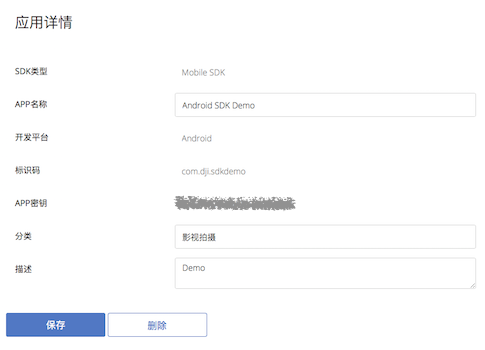 应用详情
SDK类型 Mobile SDK
APP名称 Android SDK Demo
开发平台 Android
标识码 com.dji.sdkdemo
APP密钥
分类 影视拍摄
描述 Demo
保存 删除